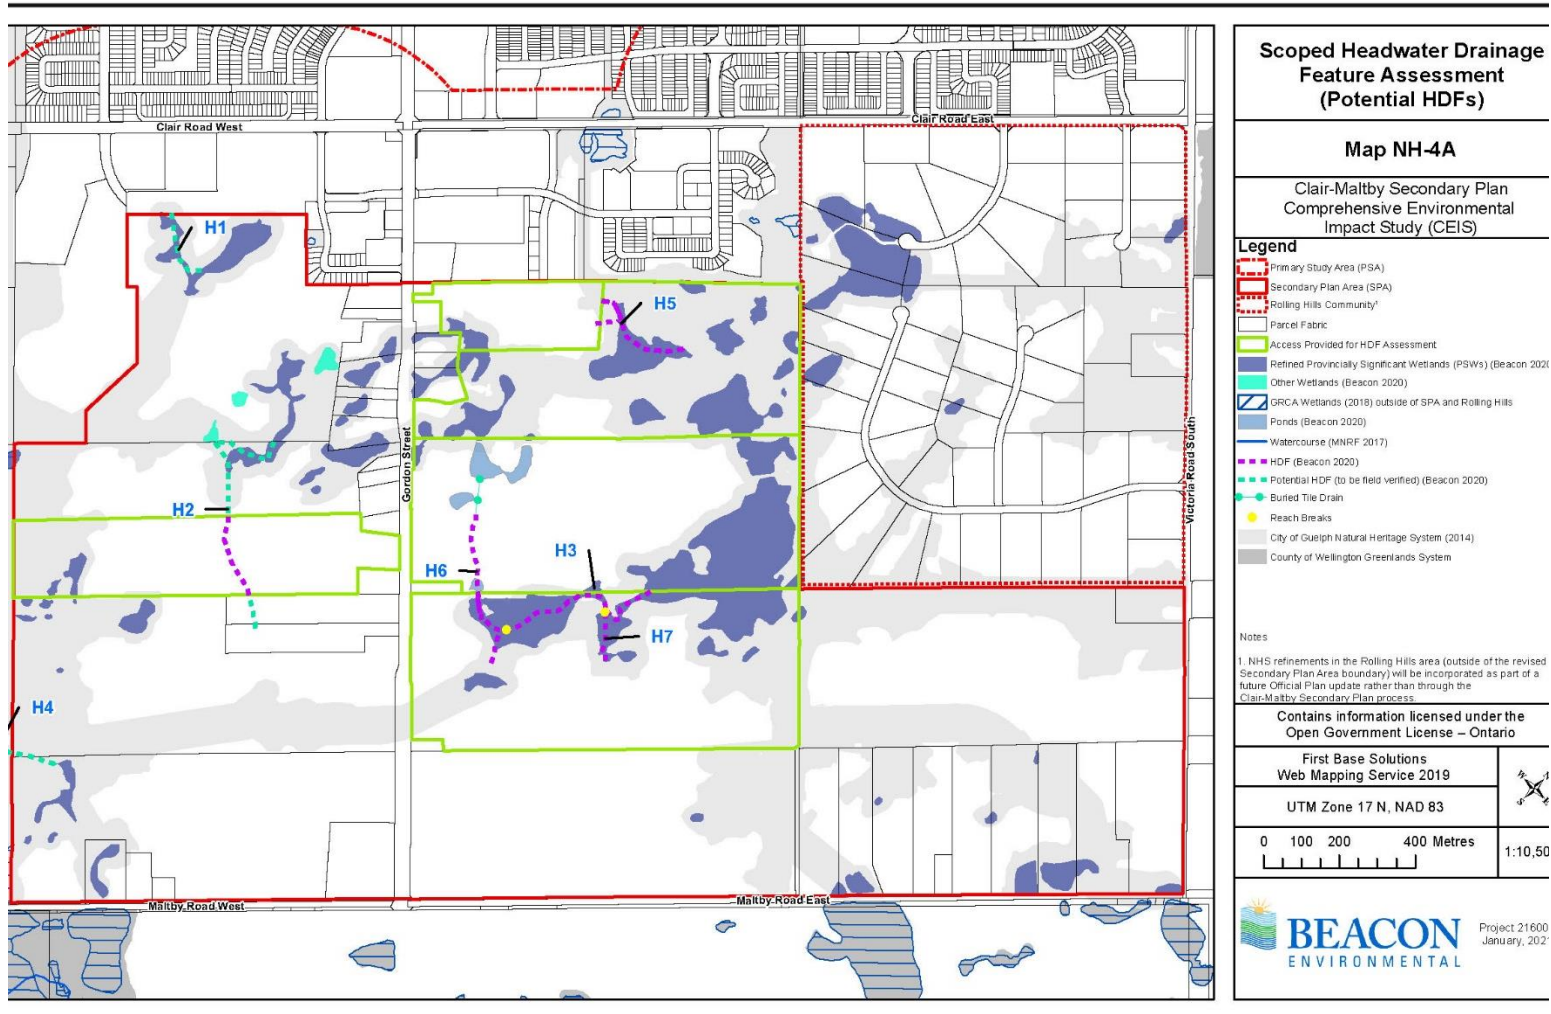 Scoped Headwater Drainage
Feature Assessment
(Potential HDFs)
Map NH-4A
Clair-Maltby Secondary Plan
Comprehensive Environmental
Impact Study (CEIS)
Legend
Primary Study Area (PSA)
Secondary Plan Area (SPA)
Rolling Hills Community¹
Parcel Fabric
Access Provided for HDF Assessment
Refined Provincially Significant Wetlands (PSWs) (Beacon 2020
Other Wetlands (Beacon 2020)
GRCA Wetlands (2018) outside of SPA and Rolling Hills
Ponds (Beacon 2020)
Watercourse (MNRF 2017)
HDF (Beacon 2020)
Potential HDF (to be field verified) (Beacon 2020)
Buried Tile Drain
Reach Breaks
City of Guelph Natural Heritage System (2014)
County of Wellington Greenlands System
Notes
1. NHS refinements in the Rolling Hills area (outside of the revised
Secondary Plan Area boundary) will be incorporated as part of a
future Official Plan update rather than through the
Clair-Maltby Secondary Plan process.
Contains information licensed under the
Open Government License – Ontario
First Base Solutions
Web Mapping Service 2019
UTM Zone 17 N, NAD 83
W N
S E
0 100 200 400 Metres
1:10,50
BEACON
ENVIRONMENTAL
Project 21600
January, 202
Clair Road West
Clair Road East
H1
H5
Gordon Street
Victoria Road South
H2
H3
H6
H7
H4
Maltby Road West
Maltby Road East